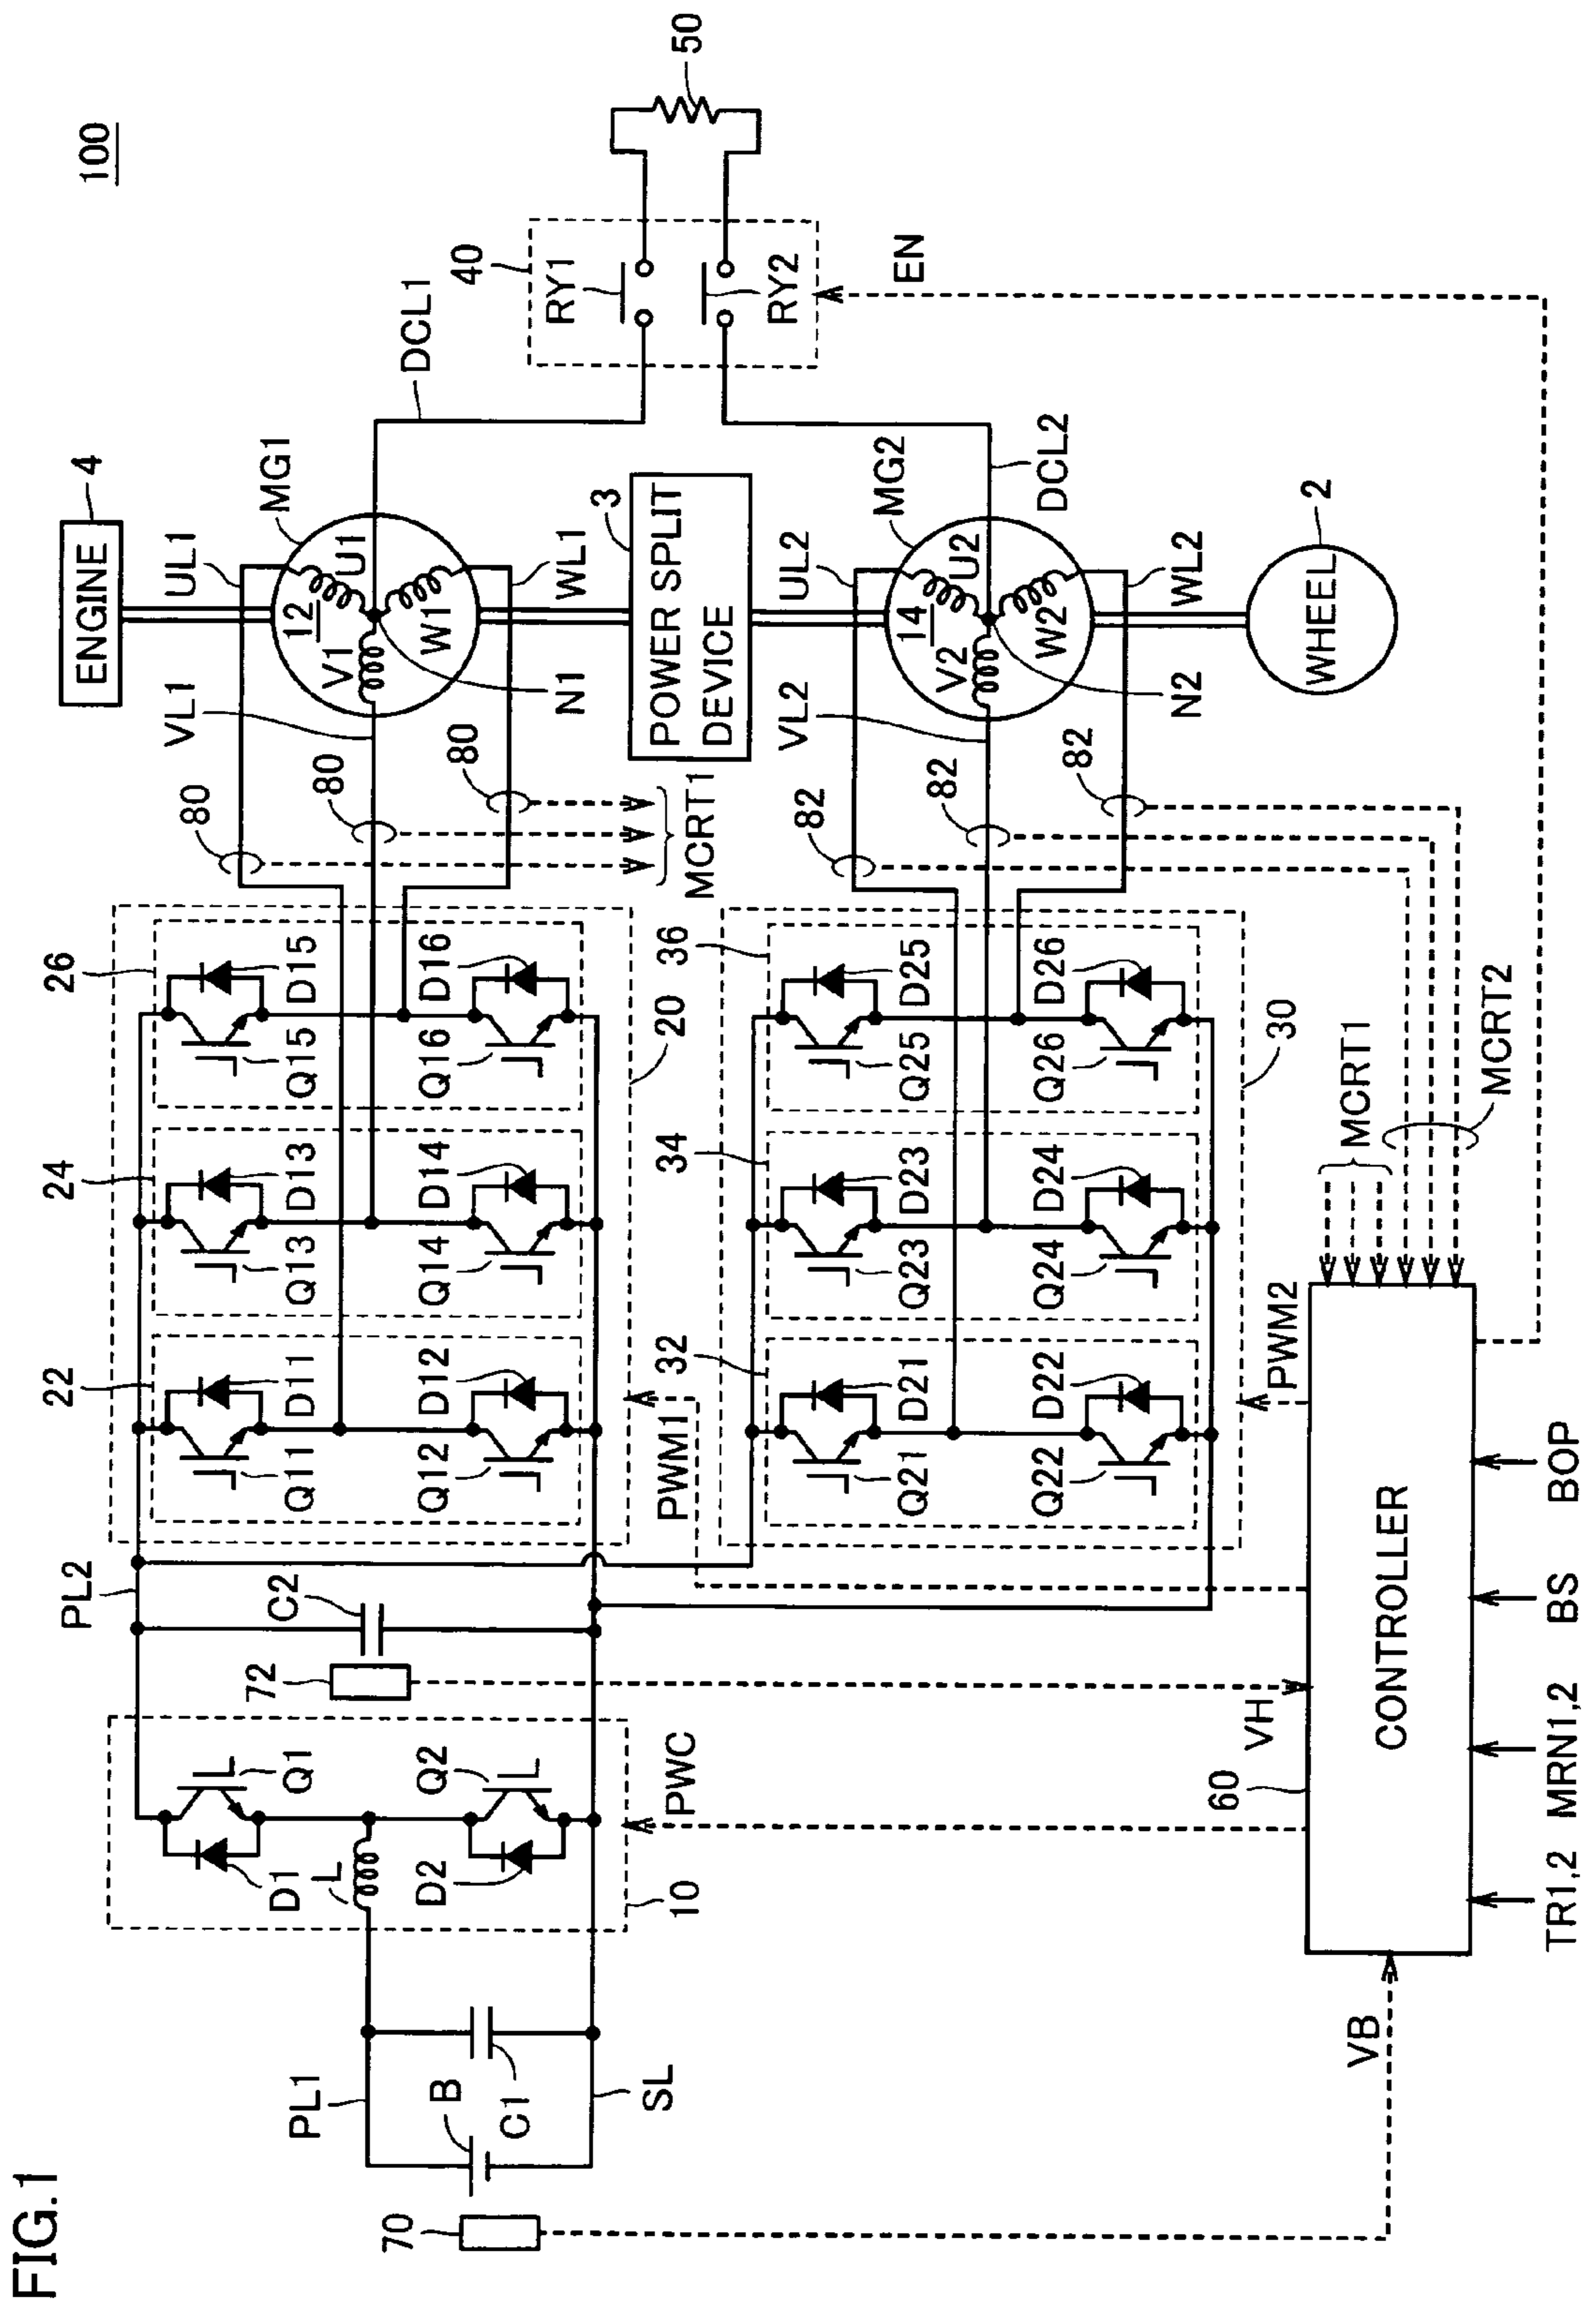 FIG.1
100
ENGINE
4
UL1
MG1
DCL1
40
RY1
RY2
50
EN
12
U1
V1
W1
VL1
N1
WL1
3
POWER SPLIT
DEVICE
80
80
80
MCRT1
UL2
MG2
DCL2
14
U2
V2
W2
VL2
N2
WL2
WHEEL
2
82
82
82
PL2
22
24
26
Q11
D11
Q13
D13
Q15
D15
Q12
D12
Q14
D14
Q16
D16
20
PWM1
32
34
36
Q21
D21
Q23
D23
Q25
D25
Q22
D22
Q24
D24
Q26
D26
30
PWM2
MCRT1
MCRT2
C2
72
Q1
D1
L
Q2
D2
10
PWC
VH
60
PL1
B
C1
SL
70
VB
CONTROLLER
TR1,2
MRN1,2
BS
BOP